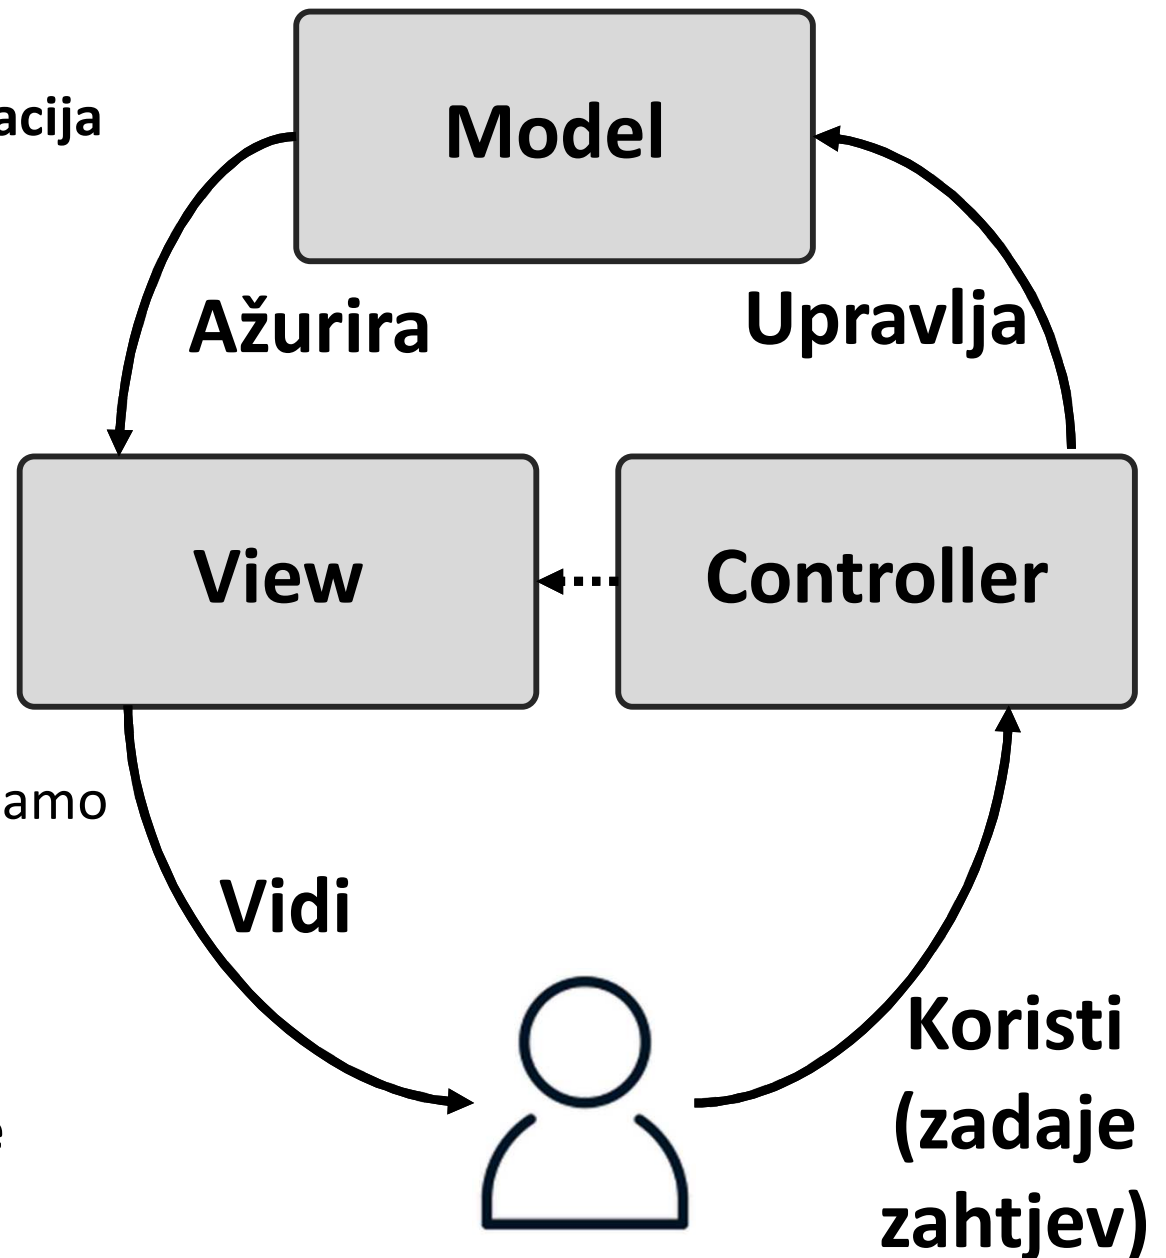 acija
Model
Ažurira
Upravlja
View
Controller
amo
Vidi
Koristi
(zadaje
e
zahtjev)